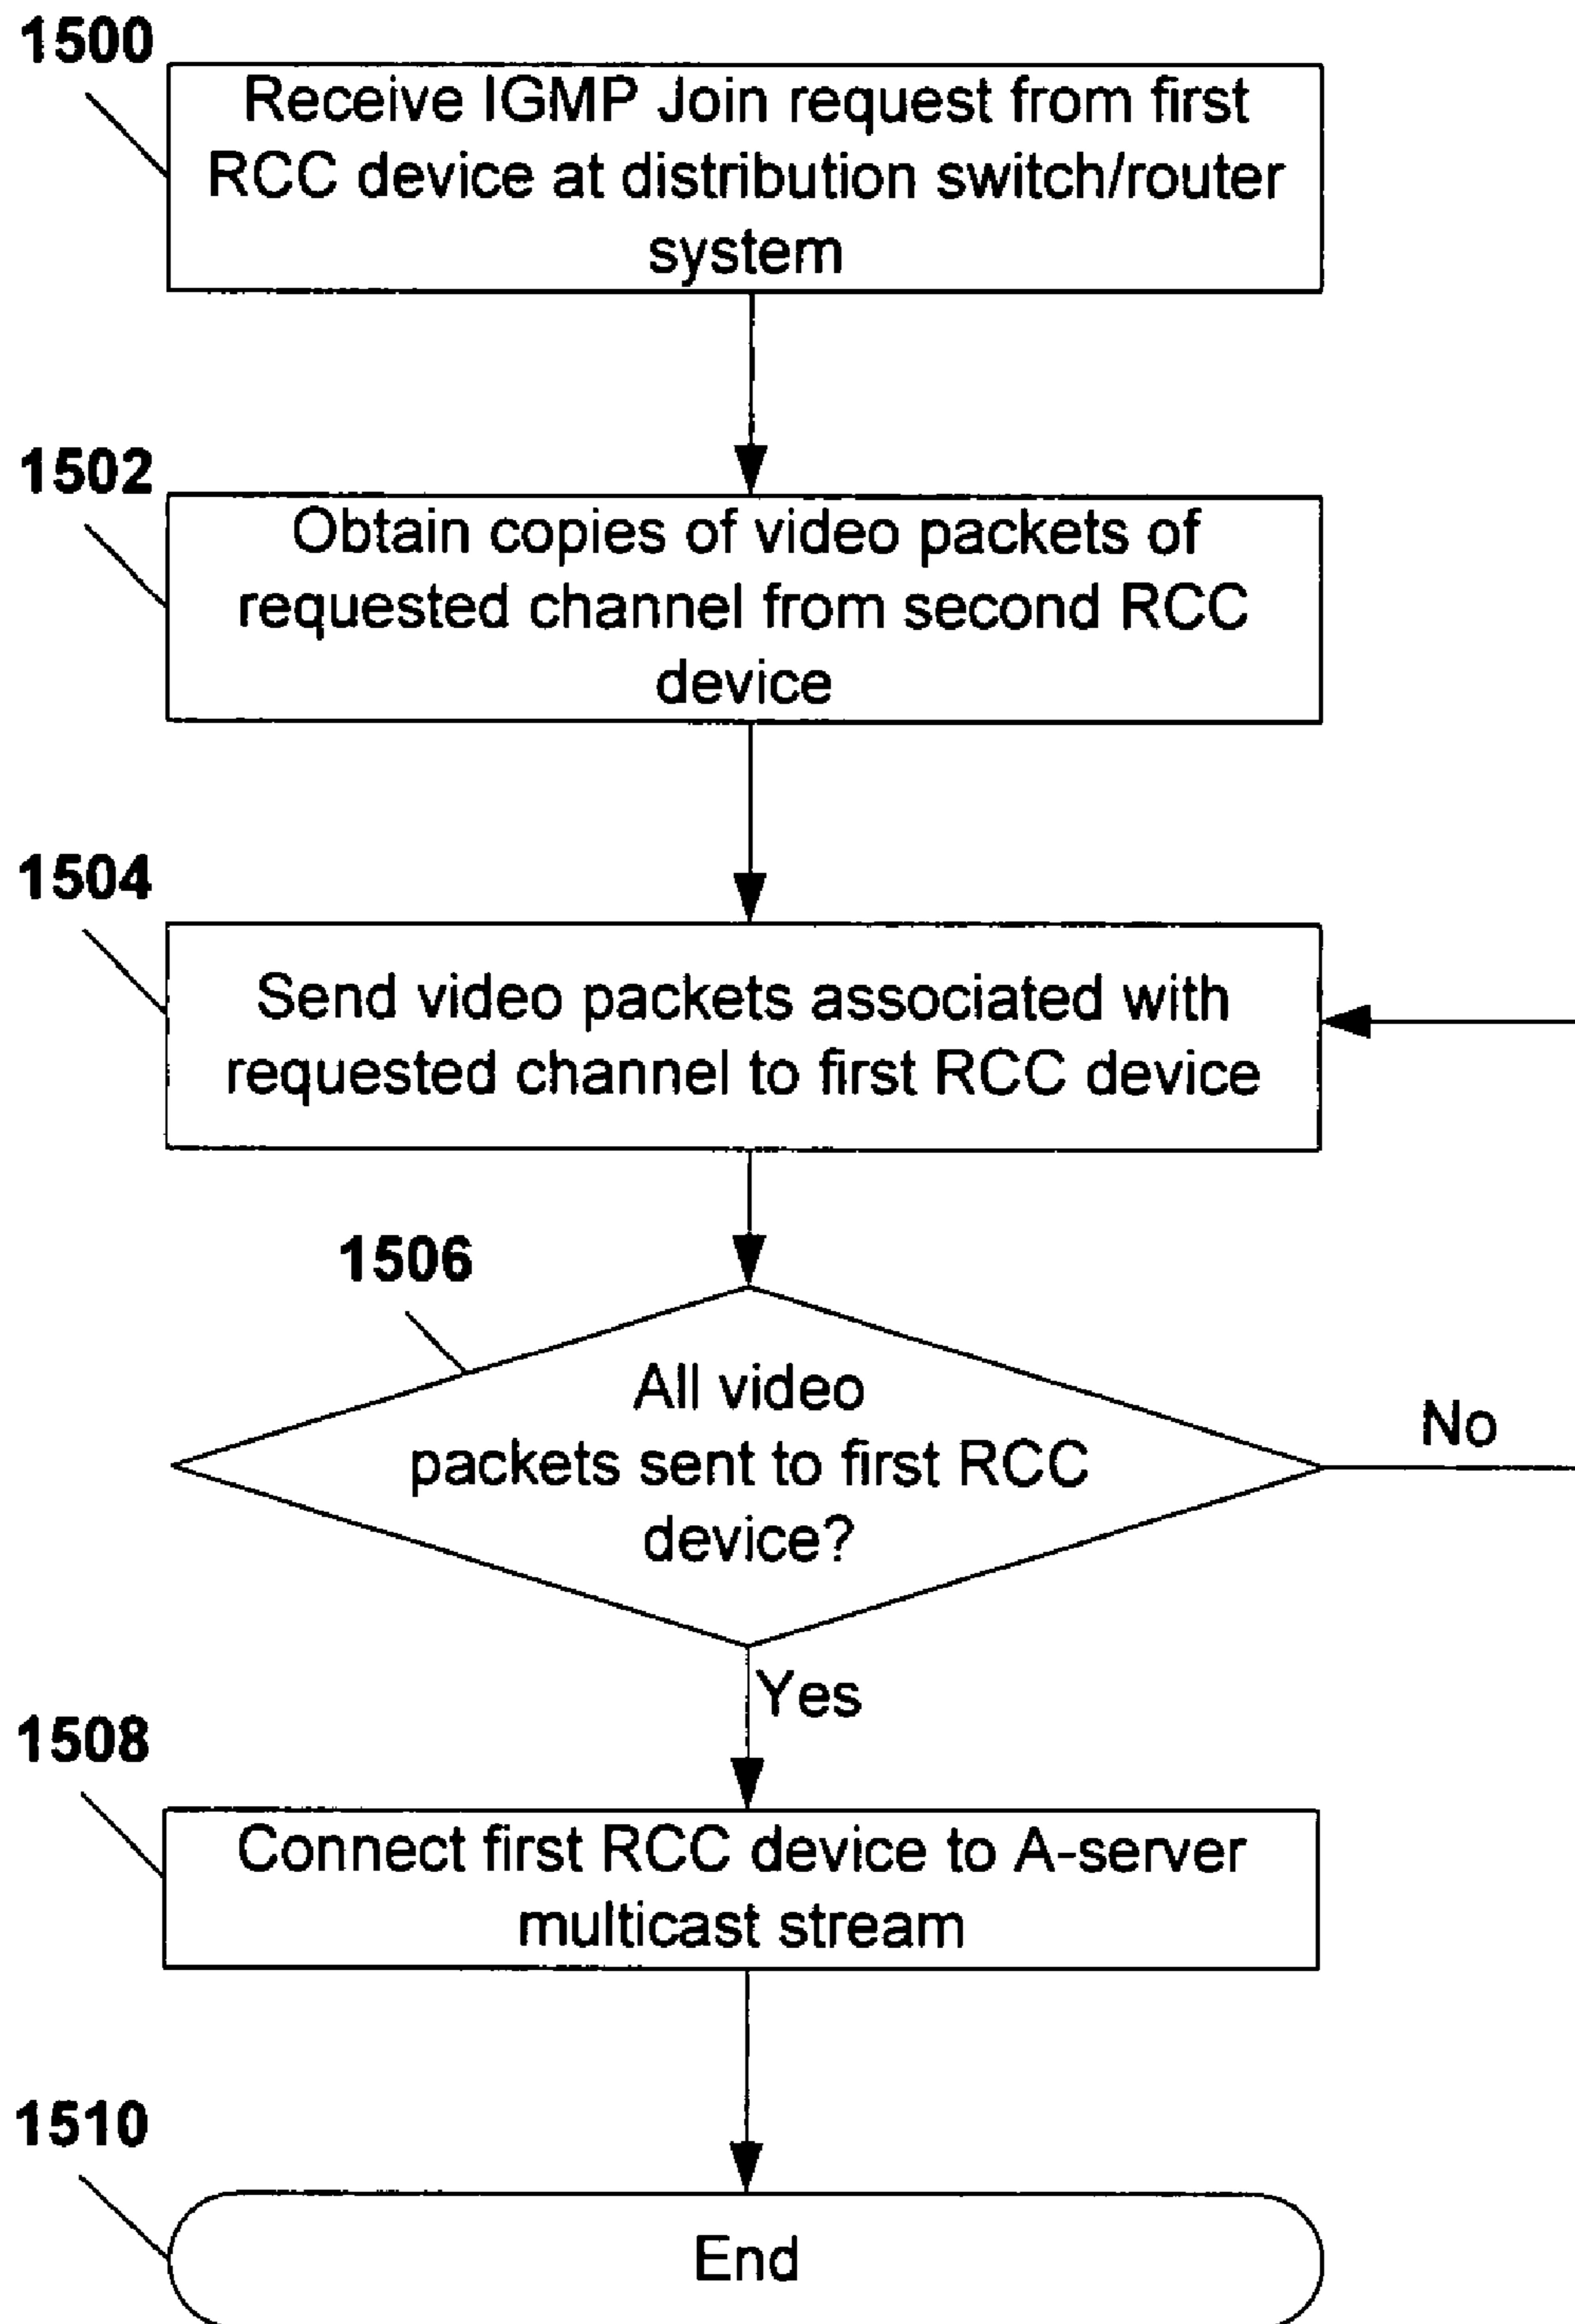 1500
Receive IGMP Join request from first
RCC device at distribution switch/router
system
1502
Obtain copies of video packets of
requested channel from second RCC
device
1504
Send video packets associated with
requested channel to first RCC device
1506
All video
packets sent to first RCC
device?
No
Yes
1508
Connect first RCC device to A-server
multicast stream
1510
End